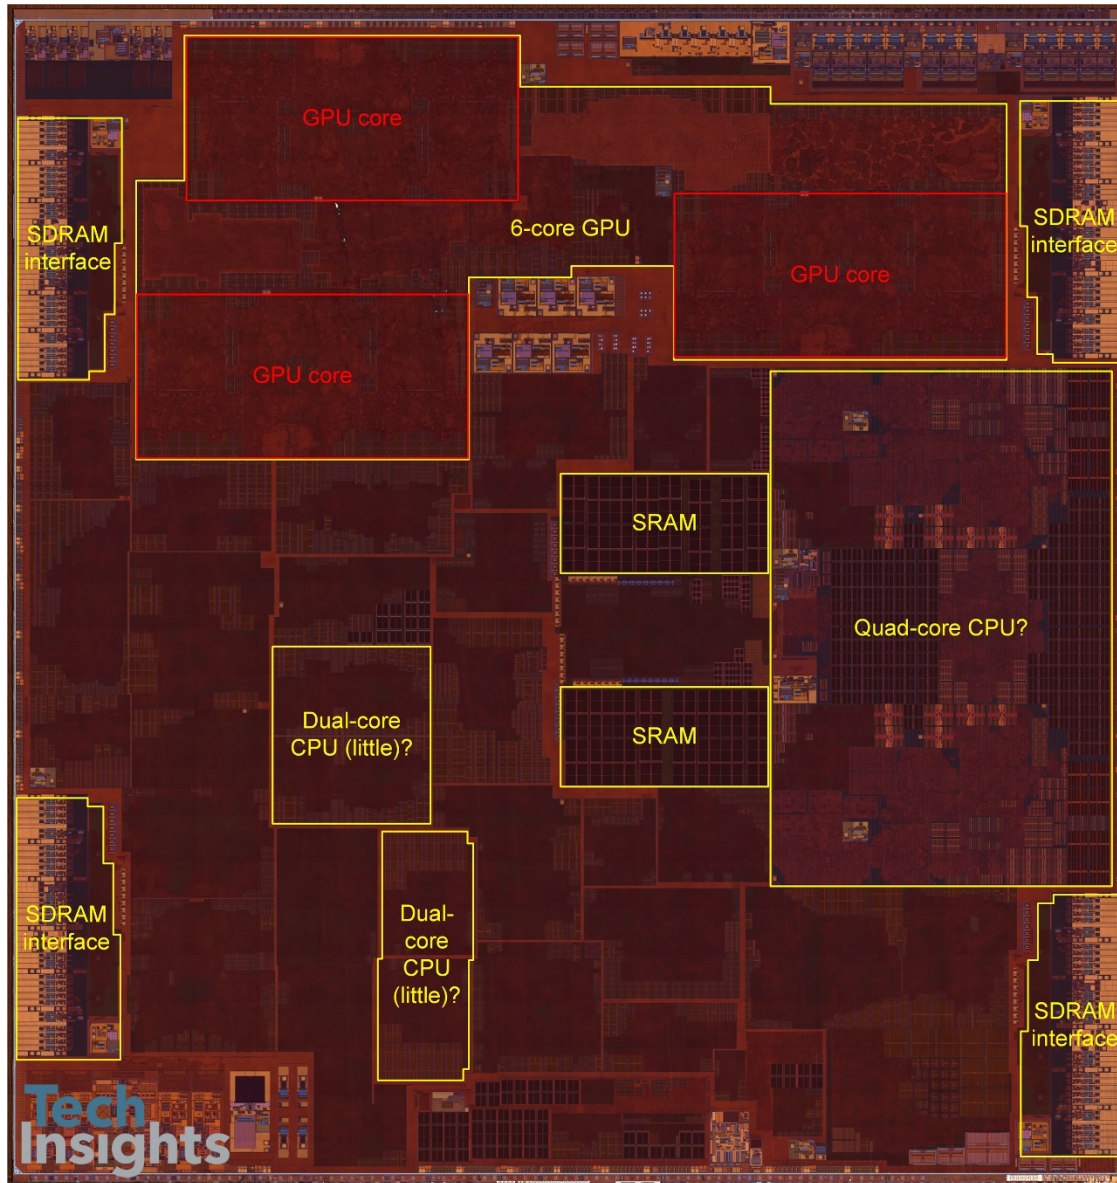 GPU core
SDRAM
interface
6-core GPU
SDRAM
interface
GPU core
GPU core
SRAM
Quad-core CPU?
Dual-core
CPU (little)?
SRAM
SDRAM
interface
Dual-
core
CPU
(little)?
SDRAM
interface
Tech
Insights